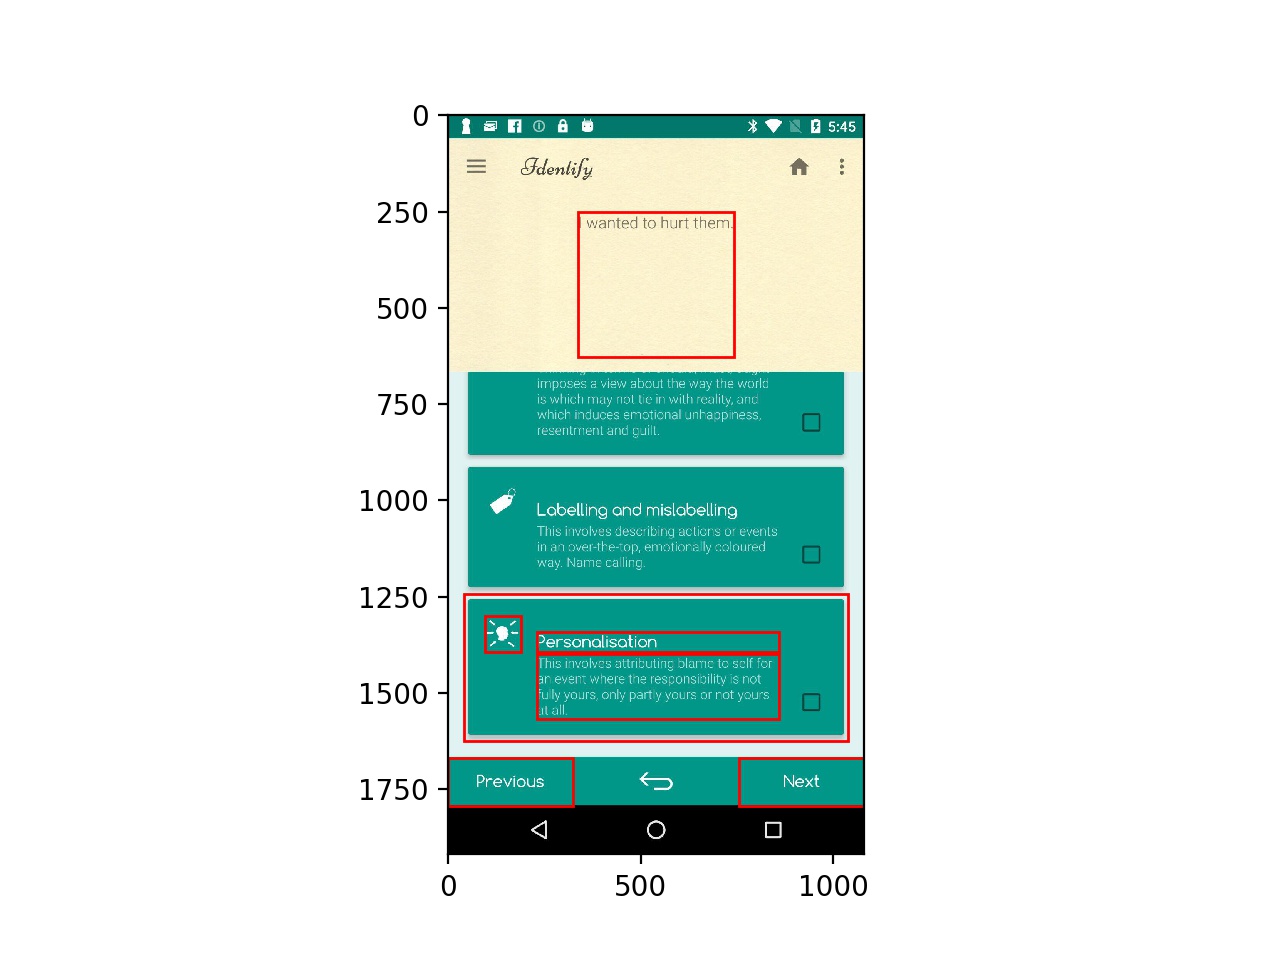 0
5:45
Identify
250
I wanted to hurt them.
500
imposes a view about the way the world
750
is which may not tie in with reality, and
which induces emotional unhappiness,
resentment and guilt.
1000
Labelling and mislabelling
This involves describing actions or events
in an over-the-top, emotionally coloured
way. Name calling.
1250
Personalisation
This involves attributing blame to self for
an event where the responsibility is not
1500
fully yours, only partly yours or not yours
at all.
1750
Previous
Next
0
500
1000